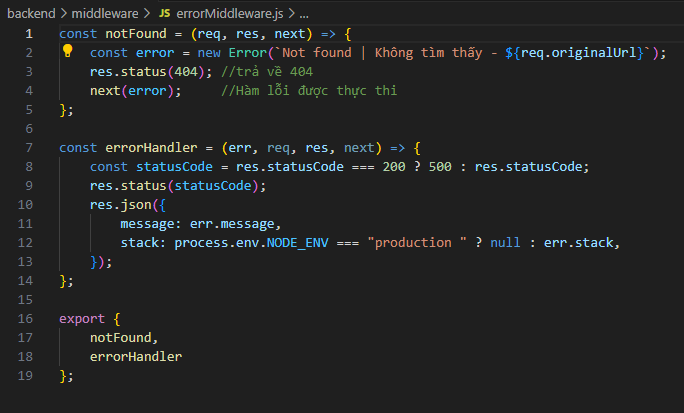 backend > middleware > JS errorMiddleware.js > ...
1 const notFound = (req, res, next) => {
2     const error = new Error(`Not found | Không tìm thấy - ${req.originalUrl}`);
3     res.status(404); //trả về 404
4     next(error);     //Hàm lỗi được thực thi
5 };
6
7 const errorHandler = (err, req, res, next) => {
8     const statusCode = res.statusCode === 200 ? 500 : res.statusCode;
9     res.status(statusCode);
10     res.json({
11         message: err.message,
12         stack: process.env.NODE_ENV === "production " ? null : err.stack,
13     });
14 };
15
16 export {
17     notFound,
18     errorHandler
19 };